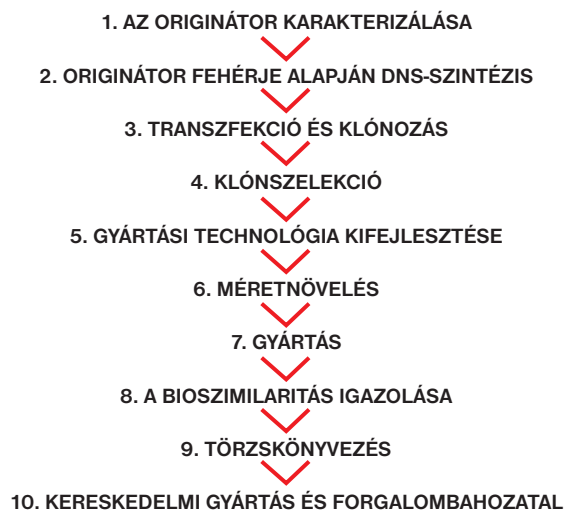 1. AZ ORIGINÁTOR KARAKTERIZÁLÁSA
2. ORIGINÁTOR FEHÉRJE ALAPJÁN DNS-SZINTÉZIS
3. TRANSZFEKCIÓ ÉS KLÓNOZÁS
4. KLÓNSZELEKCIÓ
5. GYÁRTÁSI TECHNOLÓGIA KIFEJLESZTÉSE
6. MÉRETNÖVELÉS
7. GYÁRTÁS
8. A BIOSZIMILARITÁS IGAZOLÁSA
9. TÖRZSKÖNYVEZÉS
10. KERESKEDELMI GYÁRTÁS ÉS FORGALOMBAHOZATAL